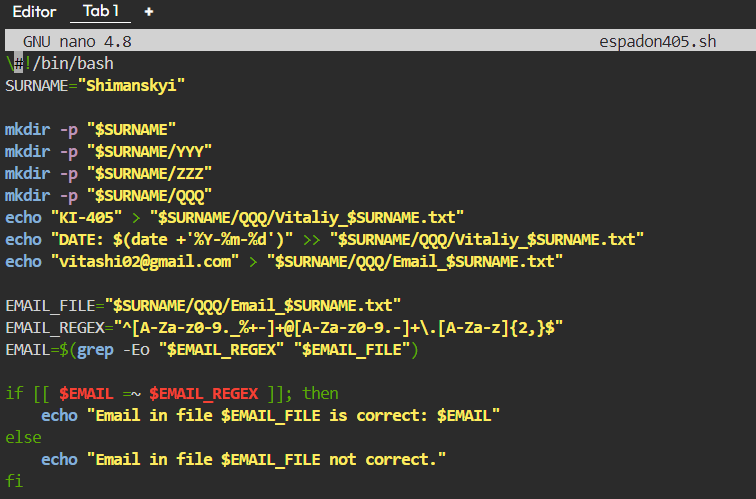 Editor Tab 1 +
GNU nano 4.8 espadon405.sh
\#!/bin/bash
SURNAME="Shimanskyi"
mkdir -p "$SURNAME"
mkdir -p "$SURNAME/YYY"
mkdir -p "$SURNAME/ZZZ"
mkdir -p "$SURNAME/QQQ"
echo "KI-405" > "$SURNAME/QQQ/Vitaliy_$SURNAME.txt"
echo "DATE: $(date +'%Y-%m-%d')" >> "$SURNAME/QQQ/Vitaliy_$SURNAME.txt"
echo "vitashi02@gmail.com" > "$SURNAME/QQQ/Email_$SURNAME.txt"
EMAIL_FILE="$SURNAME/QQQ/Email_$SURNAME.txt"
EMAIL_REGEX="^[A-Za-z0-9._%+-]+@[A-Za-z0-9.-]+\.[A-Za-z]{2,}$"
EMAIL=$(grep -Eo "$EMAIL_REGEX" "$EMAIL_FILE")
if [[ $EMAIL =~ $EMAIL_REGEX ]]; then
    echo "Email in file $EMAIL_FILE is correct: $EMAIL"
else
    echo "Email in file $EMAIL_FILE not correct."
fi